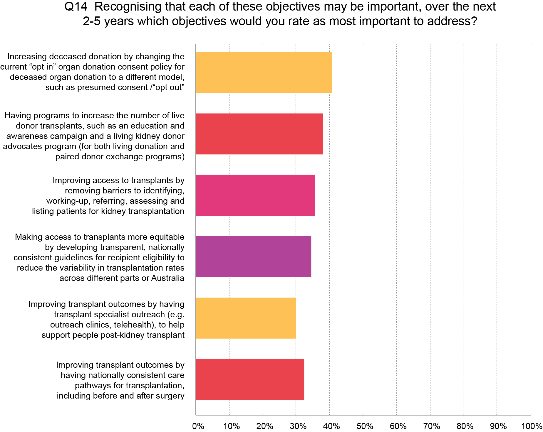 Q14  Recognising that each of these objectives may be important, over the next
2-5 years which objectives would you rate as most important to address?
Increasing deceased donation by changing the
current "opt in" organ donation consent policy for
deceased organ donation to a different model,
such as presumed consent /"opt out"
Having programs to increase the number of live
donor transplants, such as an education and
awareness campaign and a living kidney donor
advocates program (for both living donation and
paired donor exchange programs)
Improving access to transplants by
removing barriers to identifying,
working-up, referring, assessing and
listing patients for kidney transplantation
Making access to transplants more equitable
by developing transparent, nationally
consistent guidelines for recipient eligibility to
reduce the variability in transplantation rates
across different parts or Australia
Improving transplant outcomes by having
transplant specialist outreach (e.g.
outreach clinics, telehealth), to help
support people post-kidney transplant
Improving transplant outcomes by
having nationally consistent care
pathways for transplantation,
including before and after surgery
0% 10% 20% 30% 40% 50% 60% 70% 80% 90% 100%